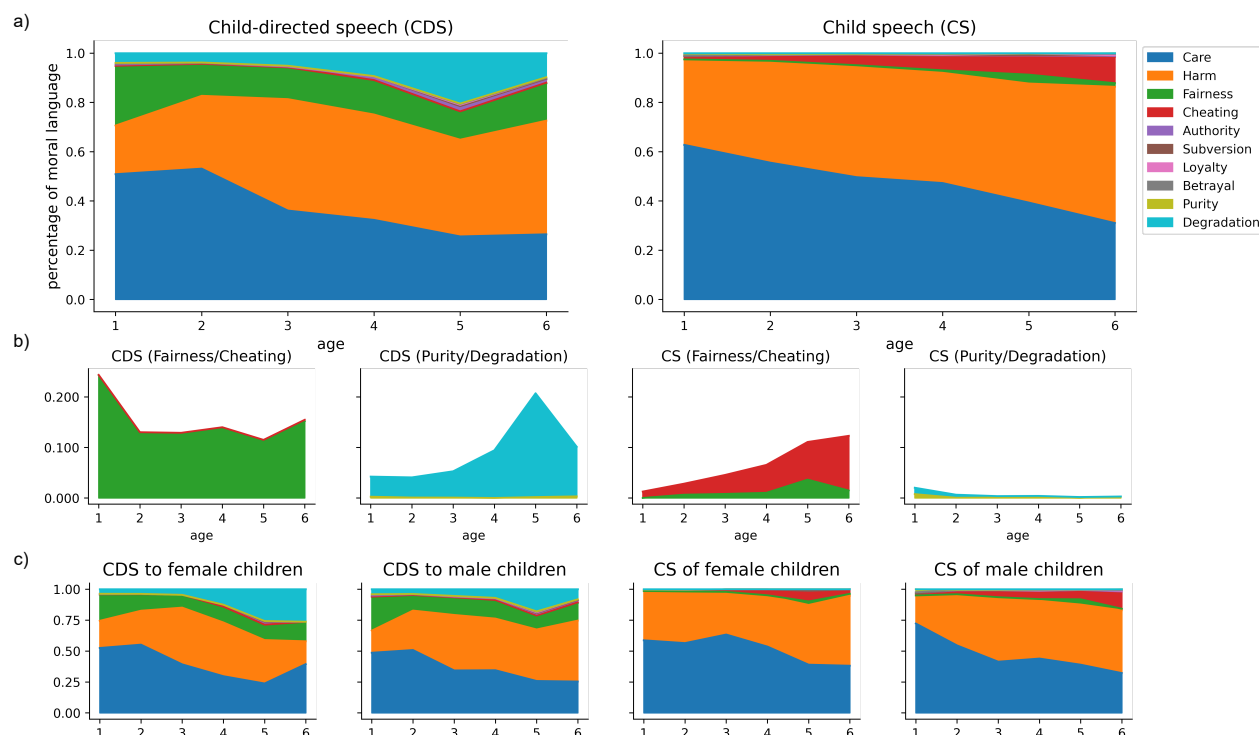 a)
Child-directed speech (CDS)
Child speech (CS)
percentage of moral language
1.0
0.8
0.6
0.4
0.2
0.0
1 2 3 4 5 6
age
1.0
0.8
0.6
0.4
0.2
0.0
1 2 3 4 5 6
age
Care
Harm
Fairness
Cheating
Authority
Subversion
Loyalty
Betrayal
Purity
Degradation
b)
CDS (Fairness/Cheating)
CDS (Purity/Degradation)
CS (Fairness/Cheating)
CS (Purity/Degradation)
0.200
0.100
0.000
1 2 3 4 5 6
age
1 2 3 4 5 6
age
1 2 3 4 5 6
age
1 2 3 4 5 6
age
c)
CDS to female children
CDS to male children
CS of female children
CS of male children
1.00
0.75
0.50
0.25
0.00
1 2 3 4 5 6
1 2 3 4 5 6
1 2 3 4 5 6
1 2 3 4 5 6